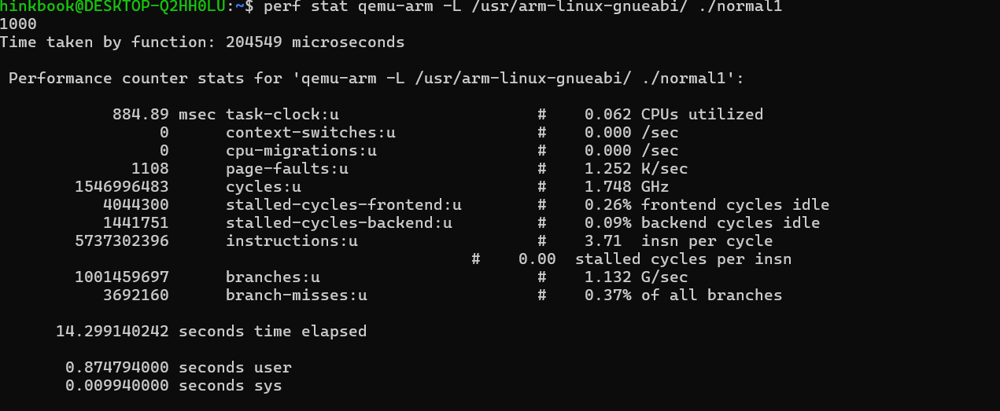 hinkbook@DESKTOP-Q2HH0LU:~$ perf stat qemu-arm -L /usr/arm-linux-gnueabi/ ./normal1
1000
Time taken by function: 204549 microseconds
Performance counter stats for 'qemu-arm -L /usr/arm-linux-gnueabi/ ./normal1':
884.89 msec task-clock:u # 0.062 CPUs utilized
0 context-switches:u # 0.000 /sec
0 cpu-migrations:u # 0.000 /sec
1108 page-faults:u # 1.252 K/sec
1546996483 cycles:u # 1.748 GHz
4044300 stalled-cycles-frontend:u # 0.26% frontend cycles idle
1441751 stalled-cycles-backend:u # 0.09% backend cycles idle
5737302396 instructions:u # 3.71 insn per cycle
# 0.00 stalled cycles per insn
1001459697 branches:u # 1.132 G/sec
3692160 branch-misses:u # 0.37% of all branches
14.299140242 seconds time elapsed
0.874794000 seconds user
0.009940000 seconds sys